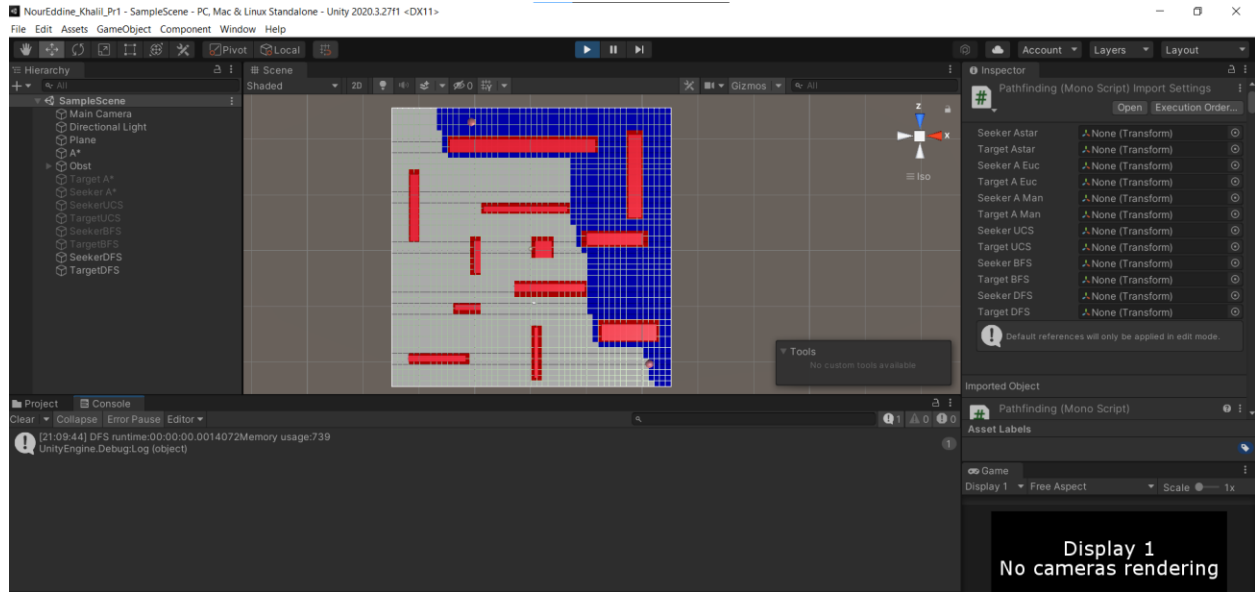 NourEddine_Khalil_Pr1 - SampleScene - PC, Mac & Linux Standalone - Unity 2020.3.27f1 <DX11>
File Edit Assets GameObject Component Window Help
Pivot Local Account Layers Layout
Hierarchy
All
SampleScene
Main Camera
Directional Light
Plane
A*
Obst
Target A*
Seeker A*
SeekerUCS
TargetUCS
SeekerBFS
TargetBFS
SeekerDFS
TargetDFS
Scene
Shaded 2D 0 Gizmos All
z
x
Iso
Tools
No custom tools available
Inspector
Pathfinding (Mono Script) Import Settings
Open Execution Order...
Seeker Astar None (Transform)
Target Astar None (Transform)
Seeker A Euc None (Transform)
Target A Euc None (Transform)
Seeker A Man None (Transform)
Target A Man None (Transform)
Seeker UCS None (Transform)
Target UCS None (Transform)
Seeker BFS None (Transform)
Target BFS None (Transform)
Seeker DFS None (Transform)
Target DFS None (Transform)
Default references will only be applied in edit mode.
Imported Object
Pathfinding (Mono Script)
Asset Labels
Project Console
Clear Collapse Error Pause Editor 1 0 0
[21:09:44] DFS runtime:00:00:00.0014072Memory usage:739
UnityEngine.Debug:Log (object)
1
Game
Display 1 Free Aspect Scale 1x
Display 1
No cameras rendering